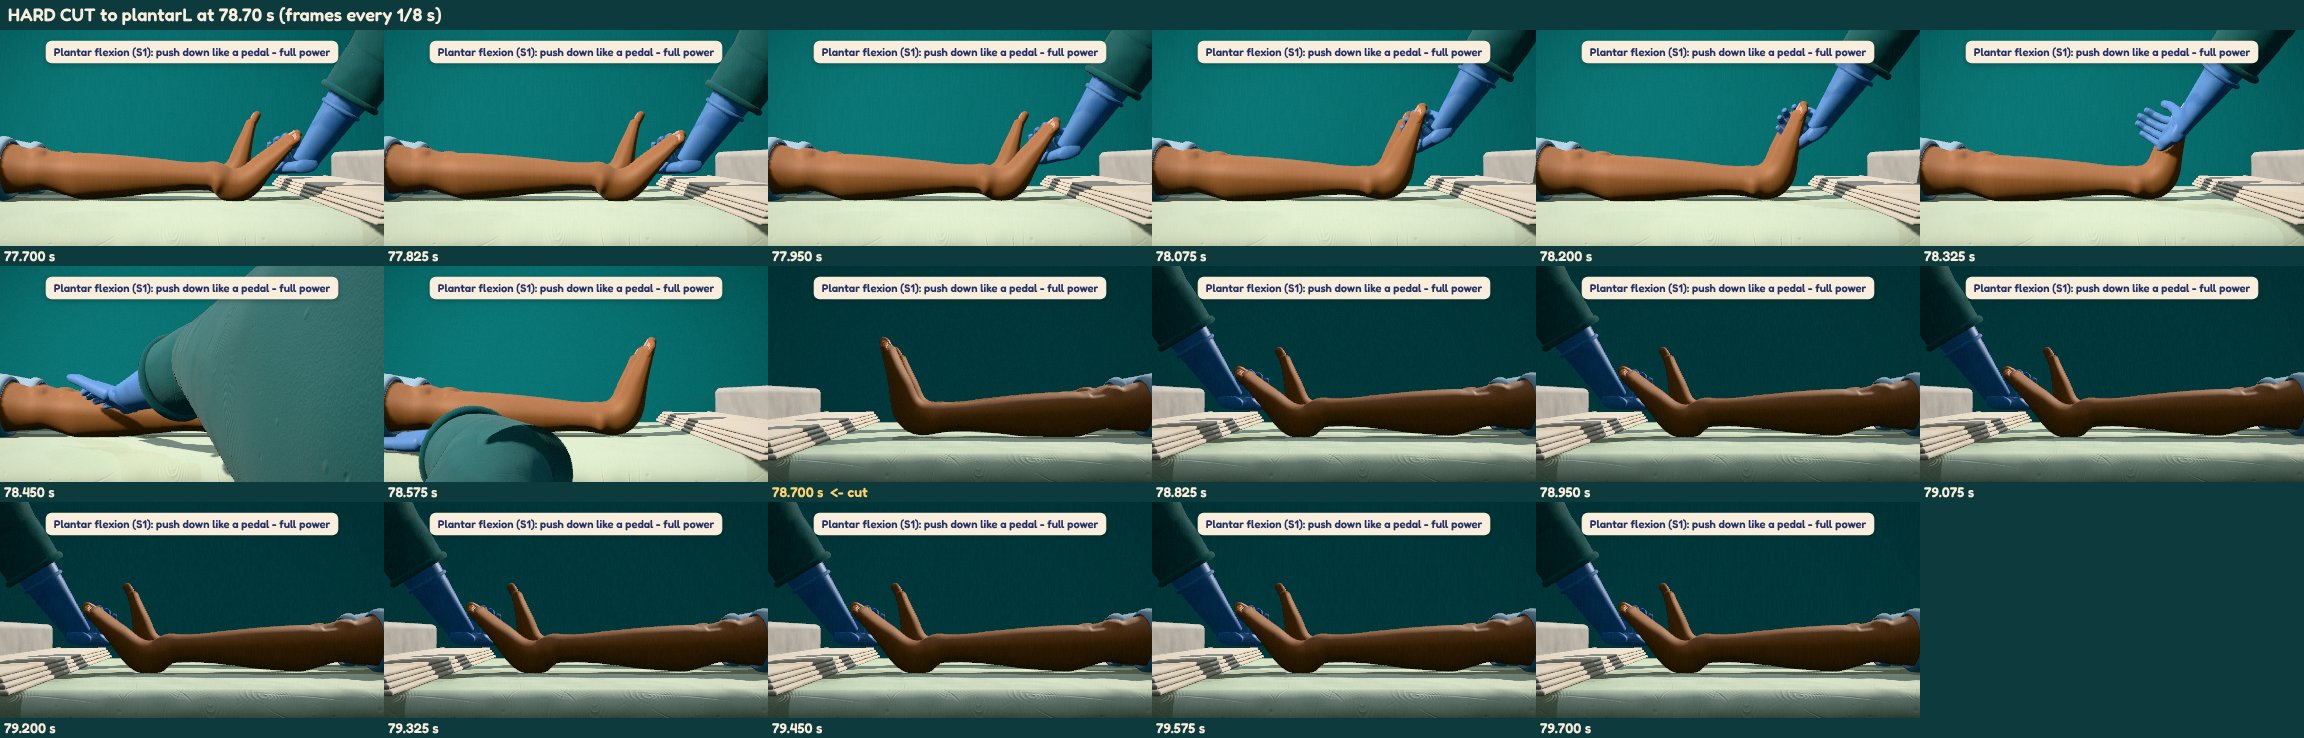 HARD CUT to plantarL at 78.70 s (frames every 1/8 s)
Plantar flexion (S1): push down like a pedal - full power
Plantar flexion (S1): push down like a pedal - full power
Plantar flexion (S1): push down like a pedal - full power
Plantar flexion (S1): push down like a pedal - full power
Plantar flexion (S1): push down like a pedal - full power
Plantar flexion (S1): push down like a pedal - full power
77.700 s
77.825 s
77.950 s
78.075 s
78.200 s
78.325 s
Plantar flexion (S1): push down like a pedal - full power
Plantar flexion (S1): push down like a pedal - full power
Plantar flexion (S1): push down like a pedal - full power
Plantar flexion (S1): push down like a pedal - full power
Plantar flexion (S1): push down like a pedal - full power
Plantar flexion (S1): push down like a pedal - full power
78.450 s
78.575 s
78.700 s <- cut
78.825 s
78.950 s
79.075 s
Plantar flexion (S1): push down like a pedal - full power
Plantar flexion (S1): push down like a pedal - full power
Plantar flexion (S1): push down like a pedal - full power
Plantar flexion (S1): push down like a pedal - full power
Plantar flexion (S1): push down like a pedal - full power
79.200 s
79.325 s
79.450 s
79.575 s
79.700 s